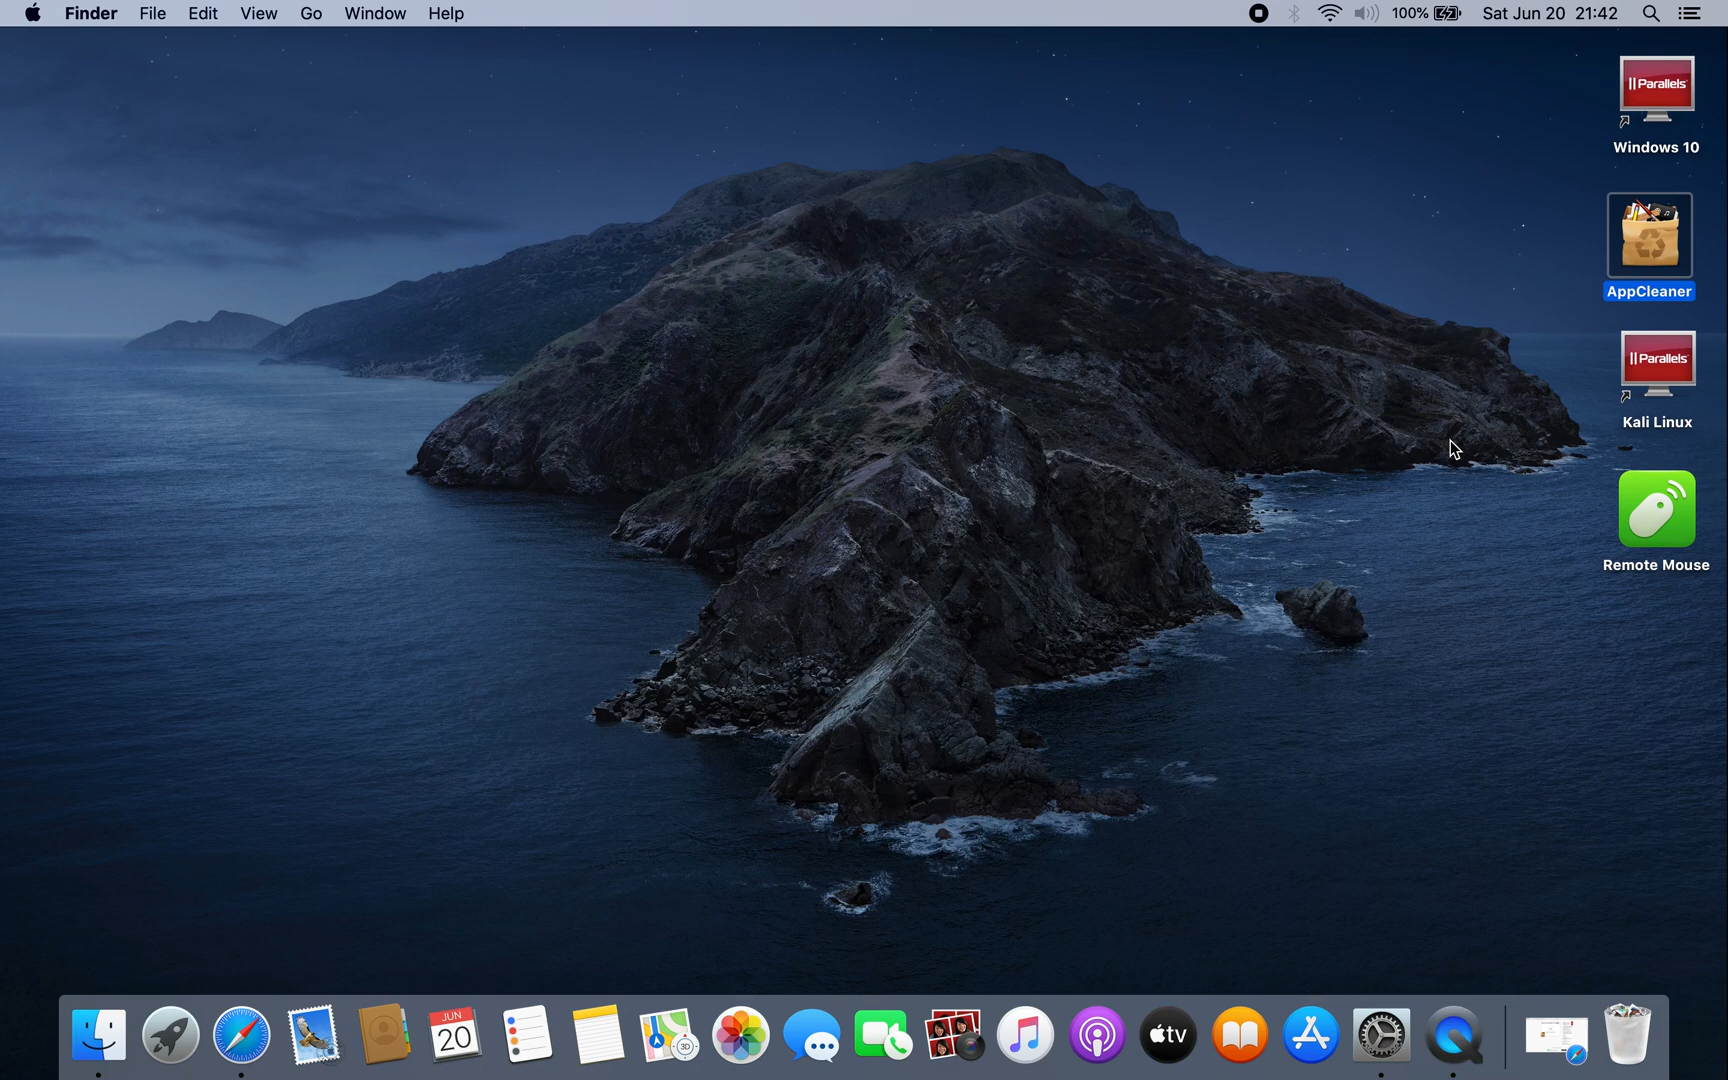 Finder File Edit View Go Window Help 100% Sat Jun 20 21:42
|| Parallels
Windows 10
AppCleaner
|| Parallels
Kali Linux
Remote Mouse
JUN
20
3D
tv